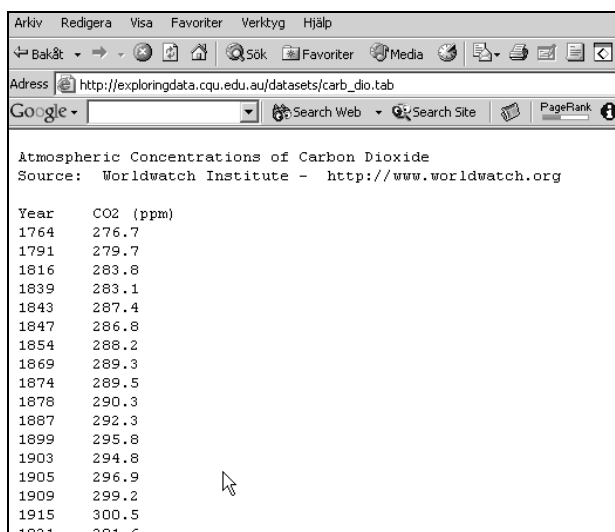 Arkiv Redigera Visa Favoriter Verktyg Hjälp
Bakåt Sök Favoriter Media
Adress http://exploringdata.cqu.edu.au/datasets/carb_dio.tab
Google Search Web Search Site PageRank
Atmospheric Concentrations of Carbon Dioxide
Source: Worldwatch Institute - http://www.worldwatch.org
Year CO2 (ppm)
1764 276.7
1791 279.7
1816 283.8
1839 283.1
1843 287.4
1847 286.8
1854 288.2
1869 289.3
1874 289.5
1878 290.3
1887 292.3
1899 295.8
1903 294.8
1905 296.9
1909 299.2
1915 300.5